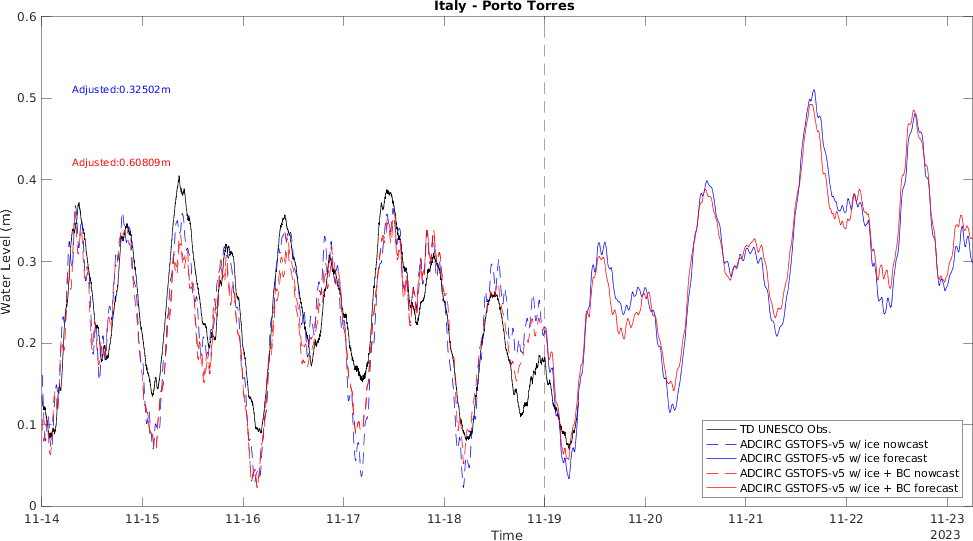 Italy - Porto Torres
Adjusted:0.32502m
Adjusted:0.60809m
Water Level (m)
0.6
0.5
0.4
0.3
0.2
0.1
0
TD UNESCO Obs.
ADCIRC GSTOFS-v5 w/ ice nowcast
ADCIRC GSTOFS-v5 w/ ice forecast
ADCIRC GSTOFS-v5 w/ ice + BC nowcast
ADCIRC GSTOFS-v5 w/ ice + BC forecast
11-14 11-15 11-16 11-17 11-18 11-19 11-20 11-21 11-22 11-23
2023
Time